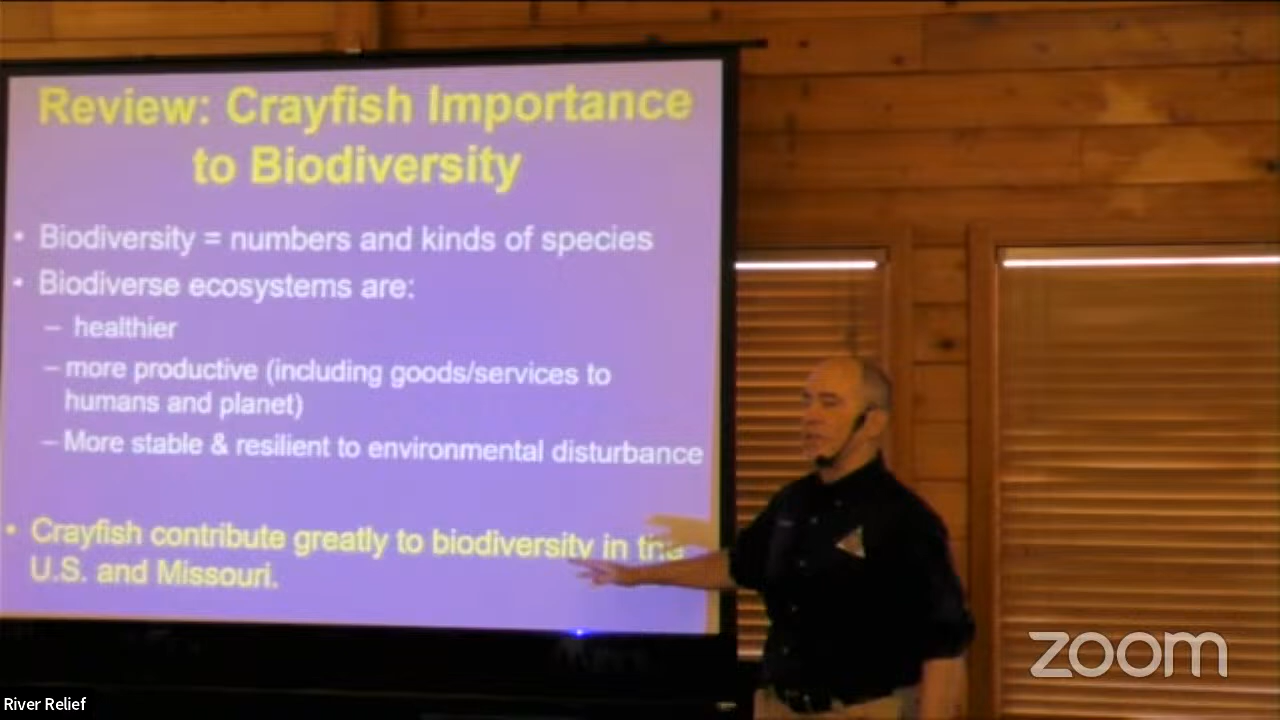 Review: Crayfish Importance
to Biodiversity
• Biodiversity = numbers and kinds of species
• Biodiverse ecosystems are:
– healthier
– more productive (including goods/services to
humans and planet)
– More stable & resilient to environmental disturbance
• Crayfish contribute greatly to biodiversity in the
U.S. and Missouri.
zoom
River Relief